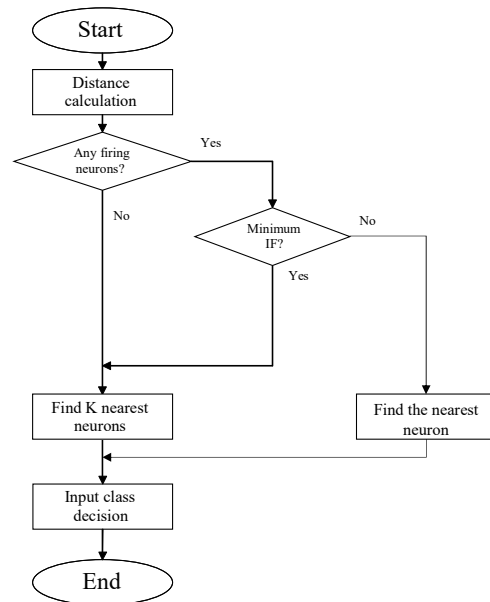 Start
Distance
calculation
Any firing
neurons?
Yes
No
Minimum
IF?
No
Yes
Find K nearest
neurons
Find the nearest
neuron
Input class
decision
End